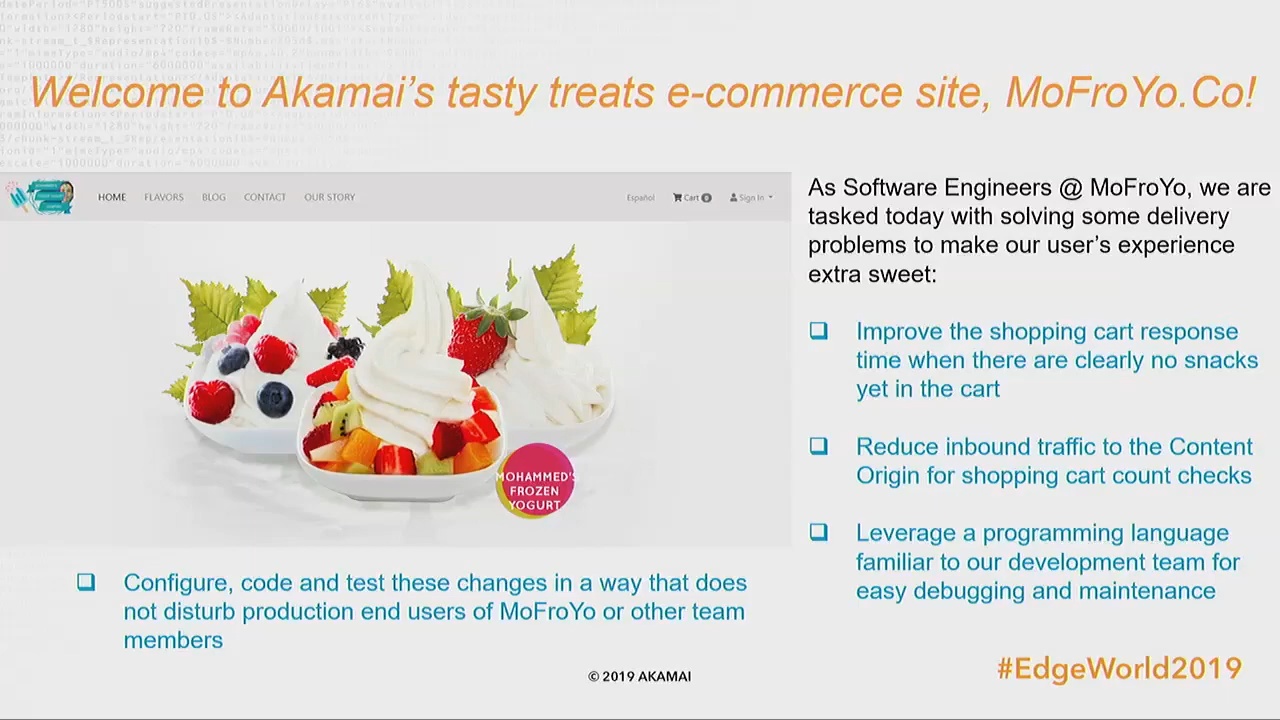 Welcome to Akamai's tasty treats e-commerce site, MoFroYo.Co!
HOME FLAVORS BLOG CONTACT OUR STORY Español Cart 0 Sign In
MOHAMMED'S
FROZEN
YOGURT
As Software Engineers @ MoFroYo, we are
tasked today with solving some delivery
problems to make our user's experience
extra sweet:
Improve the shopping cart response
time when there are clearly no snacks
yet in the cart
Reduce inbound traffic to the Content
Origin for shopping cart count checks
Leverage a programming language
familiar to our development team for
easy debugging and maintenance
Configure, code and test these changes in a way that does
not disturb production end users of MoFroYo or other team
members
© 2019 AKAMAI
#EdgeWorld2019